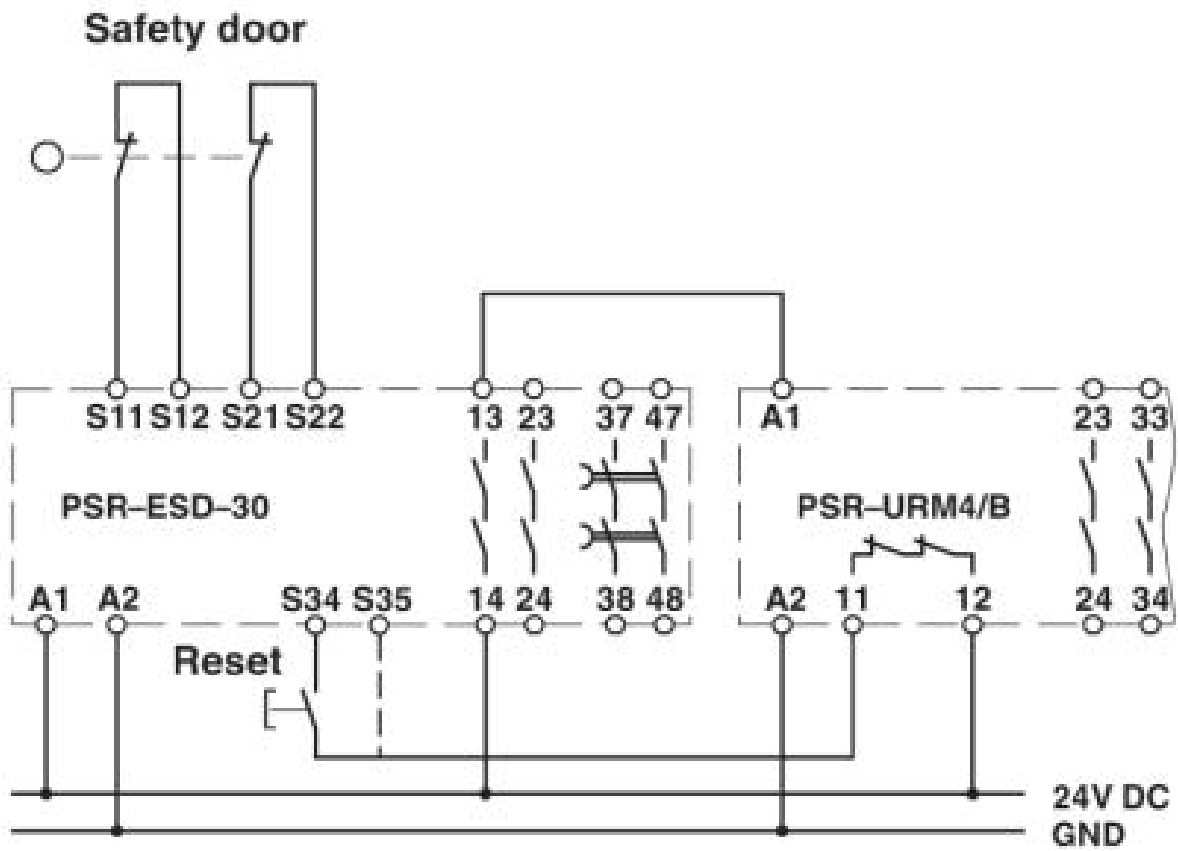 Safety door
S11 S12 S21 S22 13 23 37 47 A1 23 33
PSR–ESD–30 PSR–URM4/B
A1 A2 S34 S35 14 24 38 48 A2 11 12 24 34
Reset
24V DC
GND